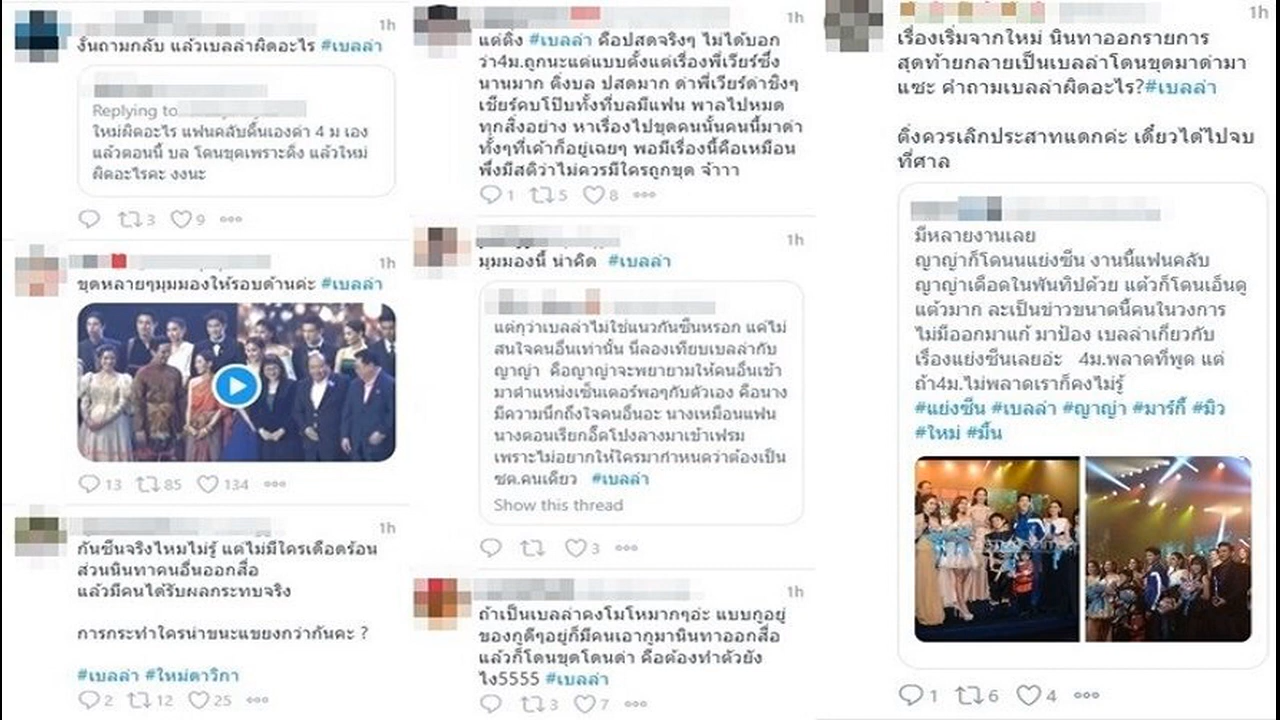 1h
งั้นถามกลับ แล้วเบลล่าผิดอะไร #เบลล่า
Replying to
ใหม่ผิดอะไร แฟนคลับดิ้นเองด่า 4 ม เอง
แล้วตอนนี้ บล โดนขุดเพราะติ่ง แล้วใหม่
ผิดอะไรคะ งงนะ
3 9
1h
ขุดหลายๆมุมมองให้รอบด้านค่ะ #เบลล่า
13 85 134
1h
กันซีนจริงไหมไม่รู้ แต่ไม่มีใครเดือดร้อน
ส่วนนินทาคนอื่นออกสื่อ
แล้วมีคนได้รับผลกระทบจริง
การกระทำใครน่าขนะแขยงกว่ากันคะ ?
#เบลล่า #ใหม่ดาวิกา
2 12 25
1h
แต่ติ่ง #เบลล่า คือปสดจริงๆ ไม่ได้บอก
ว่า4ม.ถูกนะแต่แบบตั้งแต่เรื่องพี่เวียร์ซึ่ง
นานมาก ติ่งบล ปสดมาก ด่าพี่เวียร์ด่าชิงๆ
เชียร์คบโป๊บทั้งที่บลมีแฟน พาลไปหมด
ทุกสิ่งอย่าง หาเรื่องไปขุดคนนั้นคนนี้มาด่า
ทั้งๆที่เค้าก็อยู่เฉยๆ พอมีเรื่องนี้คือเหมือน
พึ่งมีสติว่าไม่ควรมีใครถูกขุด จ้าาา
1 5 8
1h
มุมมองนี้ น่าคิด #เบลล่า
แต่กูว่าเบลล่าไม่ใช่แนวกันซีนหรอก แค่ไม่
สนใจคนอื่นเท่านั้น นี่ลองเทียบเบลล่ากับ
ญาญ่า คือญาญ่าจะพยายามให้คนอื่นเข้า
มาตำแหน่งเซ็นเตอร์พอๆกับตัวเอง คือนาง
มีความนึกถึงใจคนอื่นอะ นางเหมือนแฟน
นางตอนเรียกอี๊คโปงลางมาเข้าเฟรม
เพราะไม่อยากให้ใครมากำหนดว่าต้องเป็น
ซต.คนเดียว #เบลล่า
Show this thread
3
1h
ถ้าเป็นเบลล่าคงโมโหมากๆอ่ะ แบบกูอยู่
ของกูดีๆอยู่ก็มีคนเอากูมานินทาออกสื่อ
แล้วก็โดนขุดโดนด่า คือต้องทำตัวยัง
ไง5555 #เบลล่า
3 7
1h
เรื่องเริ่มจากใหม่ นินทาออกรายการ
สุดท้ายกลายเป็นเบลล่าโดนขุดมาด่ามา
แซะ คำถามเบลล่าผิดอะไร?#เบลล่า
ติ่งควรเลิกประสาทแดกค่ะ เดี๋ยวได้ไปจบ
ที่ศาล
มีหลายงานเลย
ญาญ่าก็โดนนแย่งซีน งานนี้แฟนคลับ
ญาญ่าเดือดในพันทิปด้วย แต้วก็โดนเอ็นดู
แต้วมาก ละเป็นข่าวขนาดนี้คนในวงการ
ไม่มีออกมาแก้ มาป้อง เบลล่าเกี่ยวกับ
เรื่องแย่งซีนเลยอ่ะ 4ม.พลาดที่พูด แต่
ถ้า4ม.ไม่พลาดเราก็คงไม่รู้
#แย่งซีน #เบลล่า #ญาญ่า #มาร์กี้ #มิว
#ใหม่ #มิ้น
1 6 4